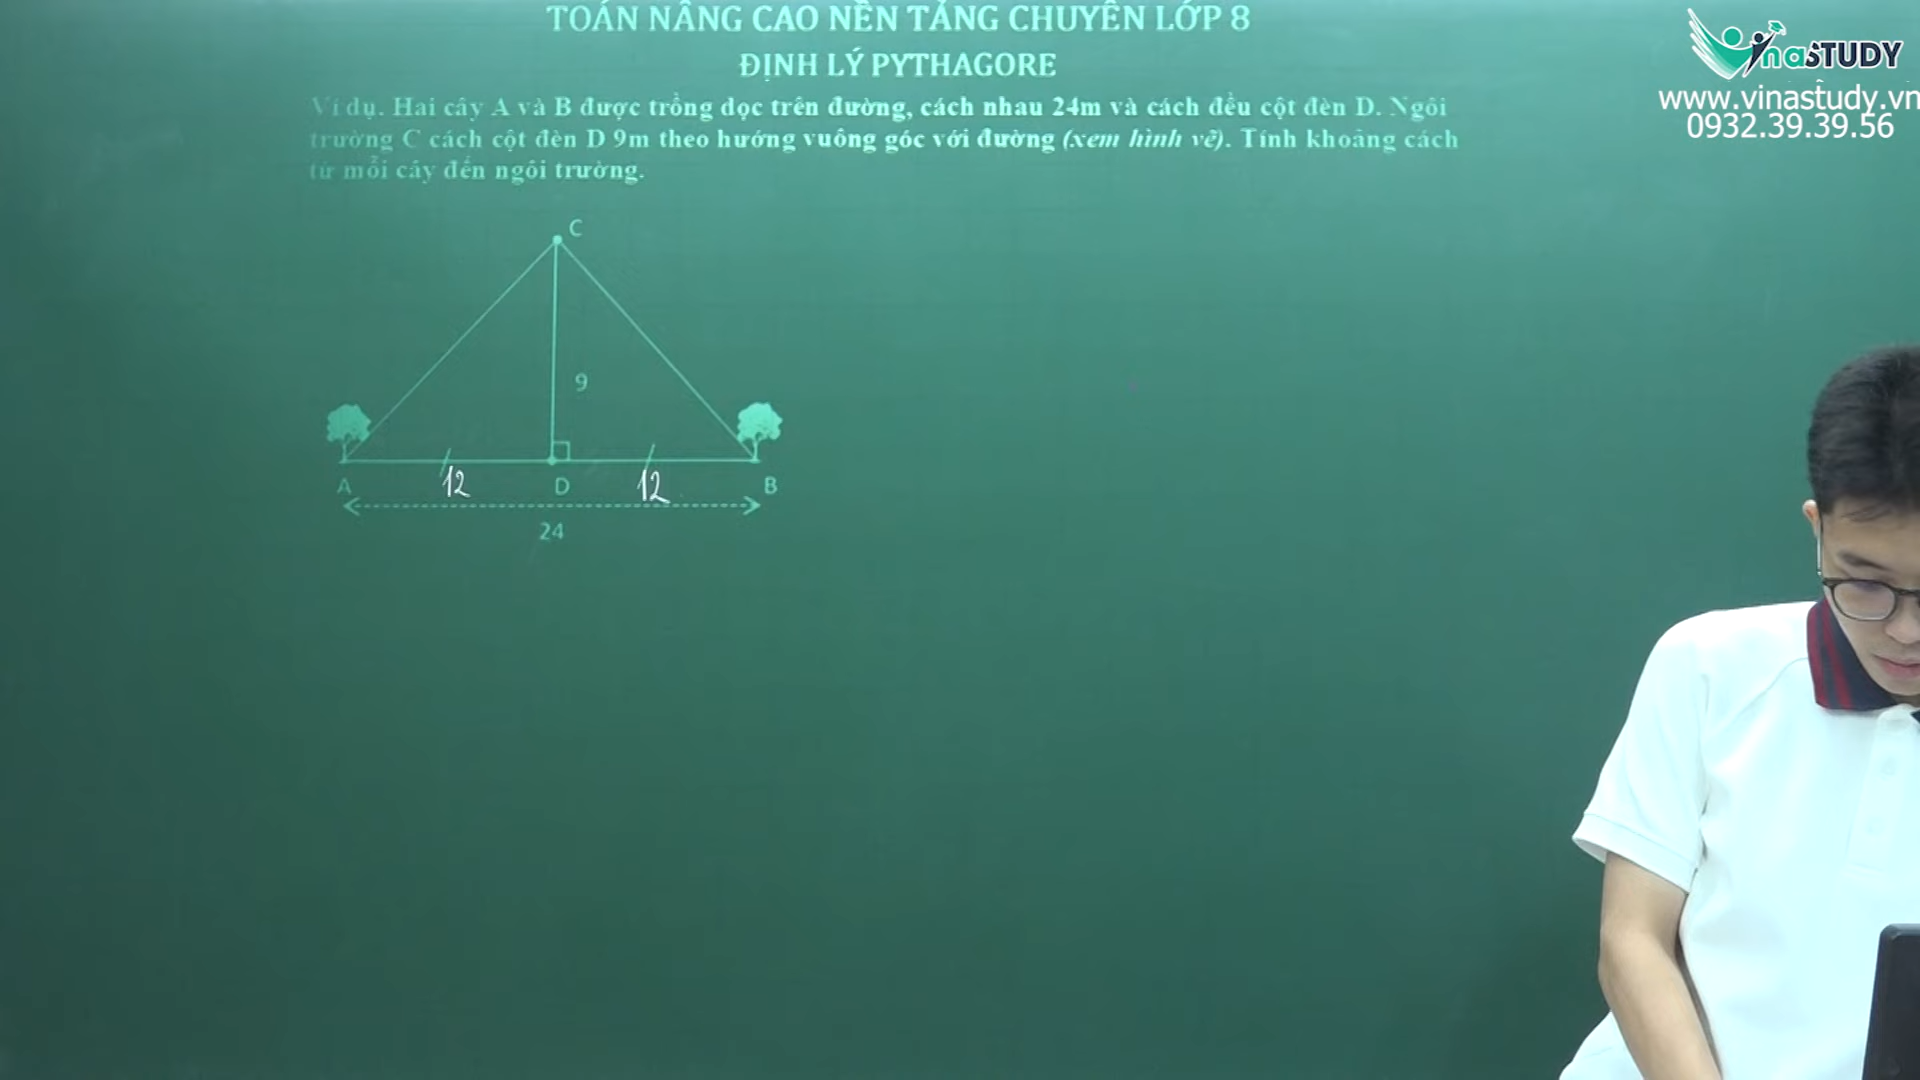 TOÁN NÂNG CAO NỀN TẢNG CHUYÊN LỚP 8
ĐỊNH LÝ PYTHAGORE
VinaSTUDY
www.vinastudy.vn
0932.39.39.56
Ví dụ. Hai cây A và B được trồng dọc trên đường, cách nhau 24m và cách đều cột đèn D. Ngôi
trường C cách cột đèn D 9m theo hướng vuông góc với đường (xem hình vẽ). Tính khoảng cách
từ mỗi cây đến ngôi trường.
C
9
A 12 D 12 B
24